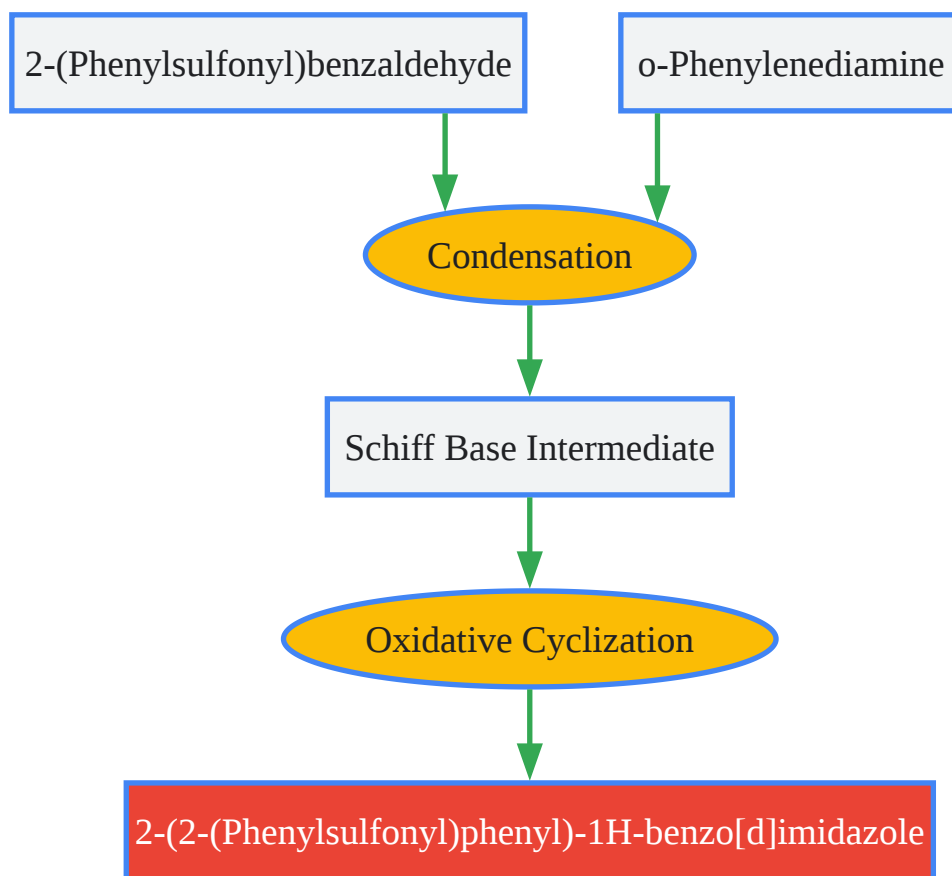 2-(Phenylsulfonyl)benzaldehyde
o-Phenylenediamine
Condensation
Schiff Base Intermediate
Oxidative Cyclization
2-(2-(Phenylsulfonyl)phenyl)-1H-benzo[d]imidazole